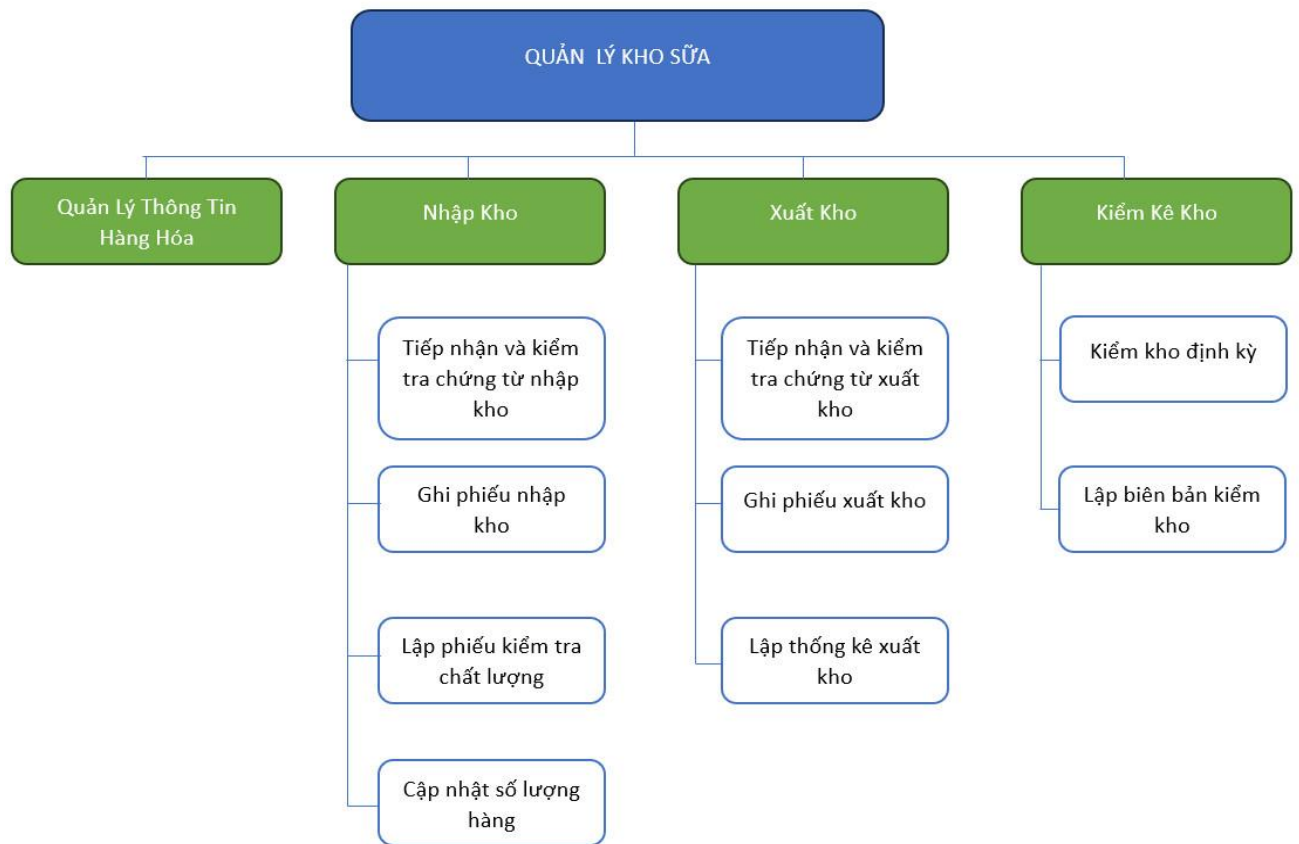 QUẢN LÝ KHO SỮA
Quản Lý Thông Tin
Hàng Hóa
Nhập Kho
Xuất Kho
Kiểm Kê Kho
Tiếp nhận và kiểm
tra chứng từ nhập
kho
Ghi phiếu nhập
kho
Lập phiếu kiểm tra
chất lượng
Cập nhật số lượng
hàng
Tiếp nhận và kiểm
tra chứng từ xuất
kho
Ghi phiếu xuất kho
Lập thống kê xuất
kho
Kiểm kho định kỳ
Lập biên bản kiểm
kho